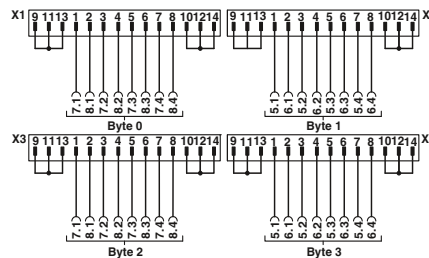 X1 9 11 13 1 2 3 4 5 6 7 8 10 12 14
9 11 13 1 2 3 4 5 6 7 8 10 12 14 X
7.1 8.1 7.2 8.2 7.3 8.3 7.4 8.4
5.1 6.1 5.2 6.2 5.3 6.3 5.4 6.4
Byte 0
Byte 1
X3 9 11 13 1 2 3 4 5 6 7 8 10 12 14
9 11 13 1 2 3 4 5 6 7 8 10 12 14 X
7.1 8.1 7.2 8.2 7.3 8.3 7.4 8.4
5.1 6.1 5.2 6.2 5.3 6.3 5.4 6.4
Byte 2
Byte 3